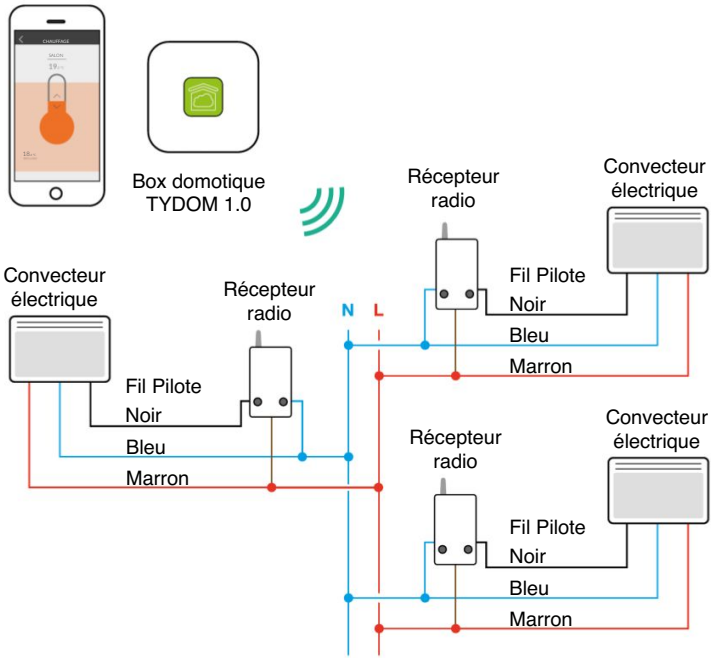 CHAUFFAGE
SALON
Box domotique
TYDOM 1.0
Récepteur
radio
Convecteur
électrique
Fil Pilote
Noir
Bleu
Marron
Convecteur
électrique
Récepteur
radio
N L
Fil Pilote
Noir
Bleu
Marron
Récepteur
radio
Convecteur
électrique
Fil Pilote
Noir
Bleu
Marron